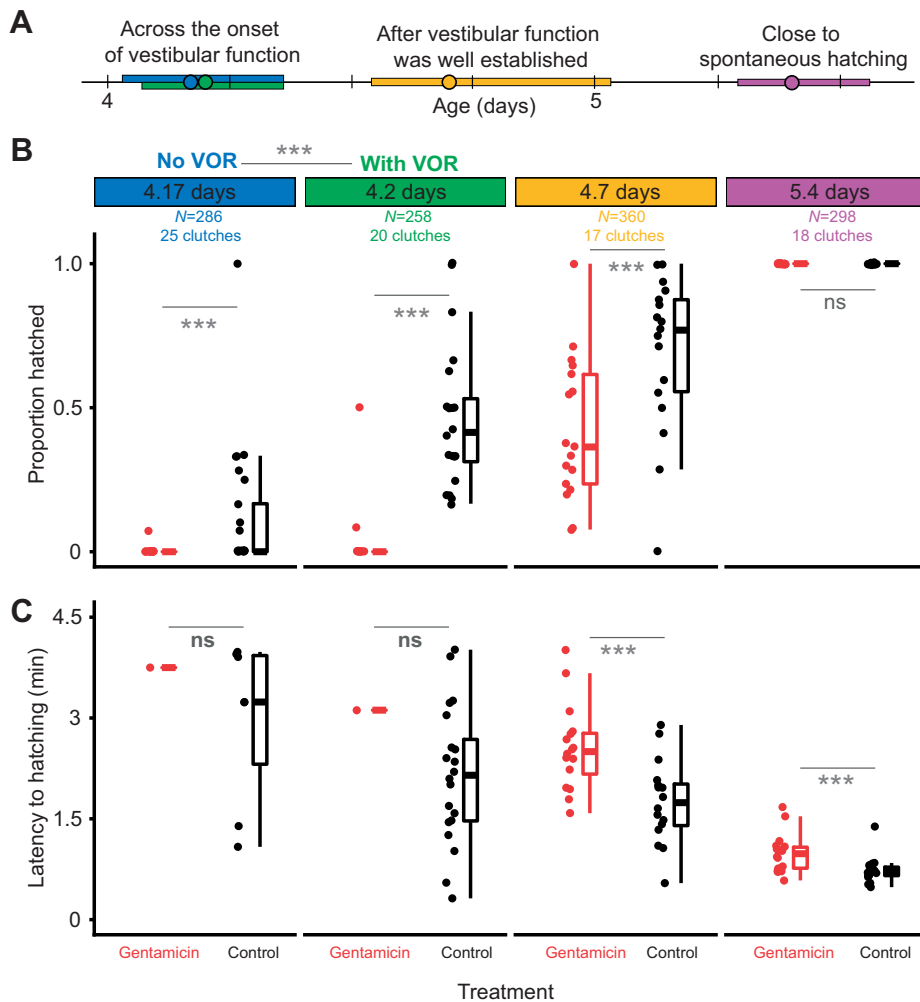 A
Across the onset
of vestibular function
After vestibular function
was well established
Close to
spontaneous hatching
4
5
Age (days)
B
No VOR
***
With VOR
4.17 days
4.2 days
4.7 days
5.4 days
N=286
25 clutches
N=258
20 clutches
N=360
17 clutches
N=298
18 clutches
Proportion hatched
1.0
0.5
0
***
***
***
ns
C
Latency to hatching (min)
4.5
3
1.5
0
ns
ns
***
***
Gentamicin
Control
Gentamicin
Control
Gentamicin
Control
Gentamicin
Control
Treatment